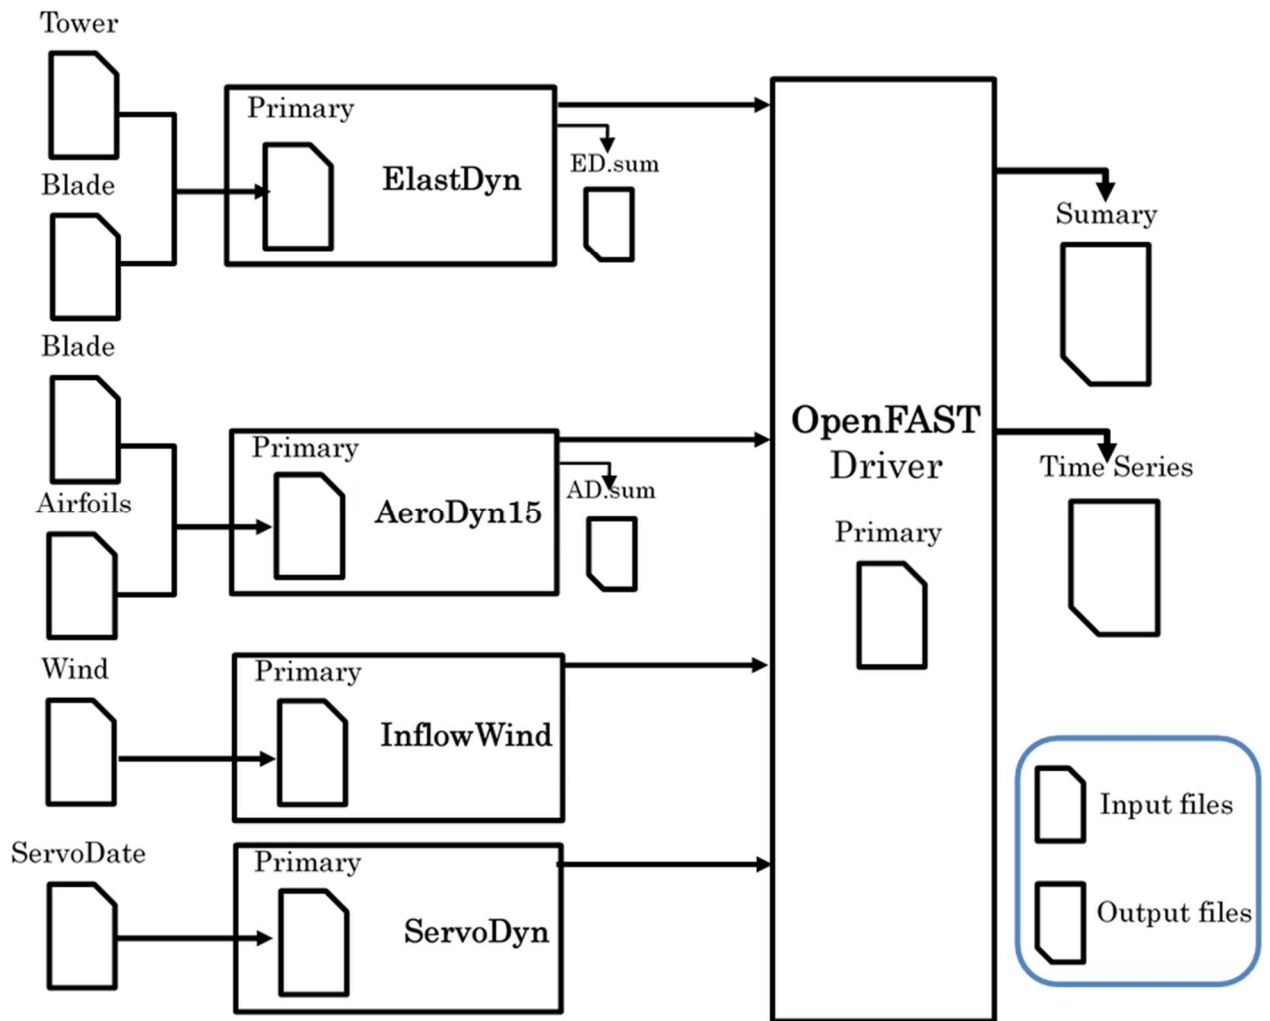 Tower
Primary
ElastDyn
ED.sum
Blade
Sumary
Blade
Primary
AeroDyn15
AD.sum
Airfoils
OpenFAST
Driver
Primary
Time Series
Wind
Primary
InflowWind
ServoDate
Primary
ServoDyn
Input files
Output files